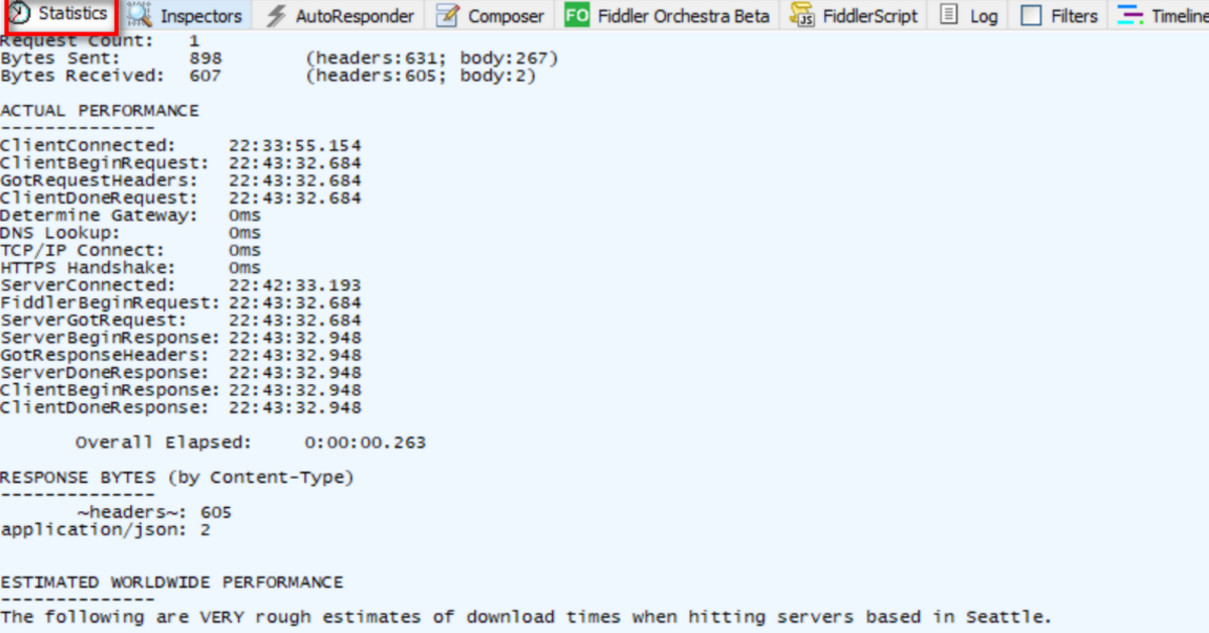 Statistics Inspectors AutoResponder Composer FO Fiddler Orchestra Beta JS FiddlerScript Log Filters Timeline
Request Count: 1
Bytes Sent: 898 (headers:631; body:267)
Bytes Received: 607 (headers:605; body:2)
ACTUAL PERFORMANCE
--------------
ClientConnected: 22:33:55.154
ClientBeginRequest: 22:43:32.684
GotRequestHeaders: 22:43:32.684
ClientDoneRequest: 22:43:32.684
Determine Gateway: 0ms
DNS Lookup: 0ms
TCP/IP Connect: 0ms
HTTPS Handshake: 0ms
ServerConnected: 22:42:33.193
FiddlerBeginRequest: 22:43:32.684
ServerGotRequest: 22:43:32.684
ServerBeginResponse: 22:43:32.948
GotResponseHeaders: 22:43:32.948
ServerDoneResponse: 22:43:32.948
ClientBeginResponse: 22:43:32.948
ClientDoneResponse: 22:43:32.948
Overall Elapsed: 0:00:00.263
RESPONSE BYTES (by Content-Type)
--------------
~headers~: 605
application/json: 2
ESTIMATED WORLDWIDE PERFORMANCE
--------------
The following are VERY rough estimates of download times when hitting servers based in Seattle.